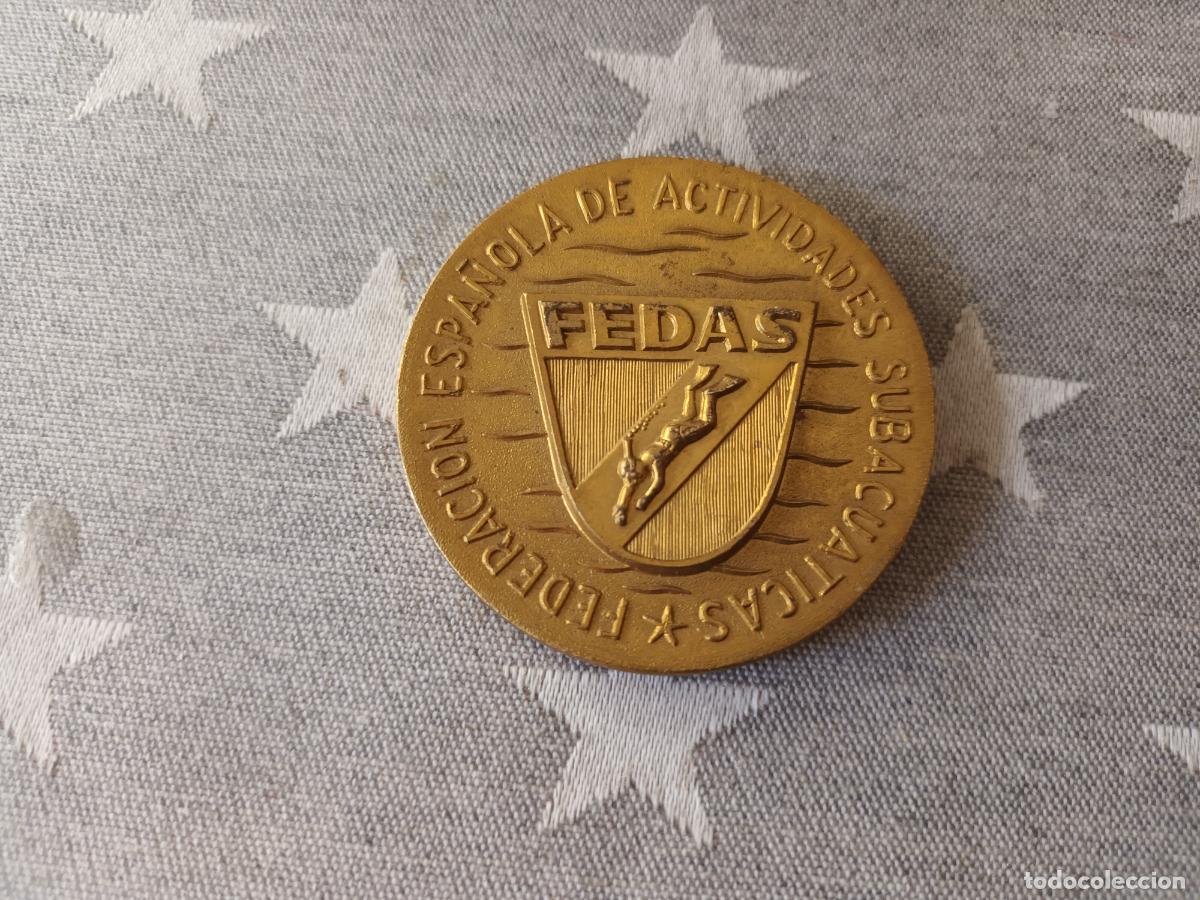 FEDERACION ESPAÑOLA DE ACTIVIDADES SUBACUATICAS
FEDAS
todocoleccion